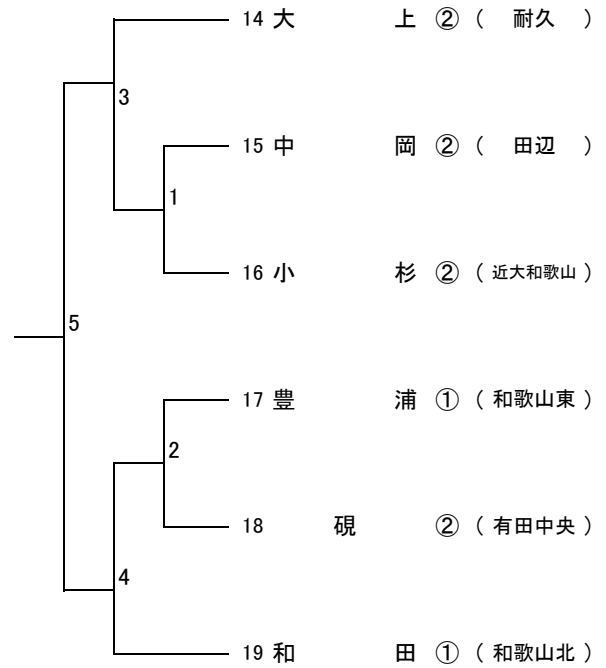 14 大 上 ② ( 耐久 )
3
15 中 岡 ② ( 田辺 )
1
16 小 杉 ② ( 近大和歌山 )
5
17 豊 浦 ① ( 和歌山東 )
2
18 硯 ② ( 有田中央 )
4
19 和 田 ① ( 和歌山北 )